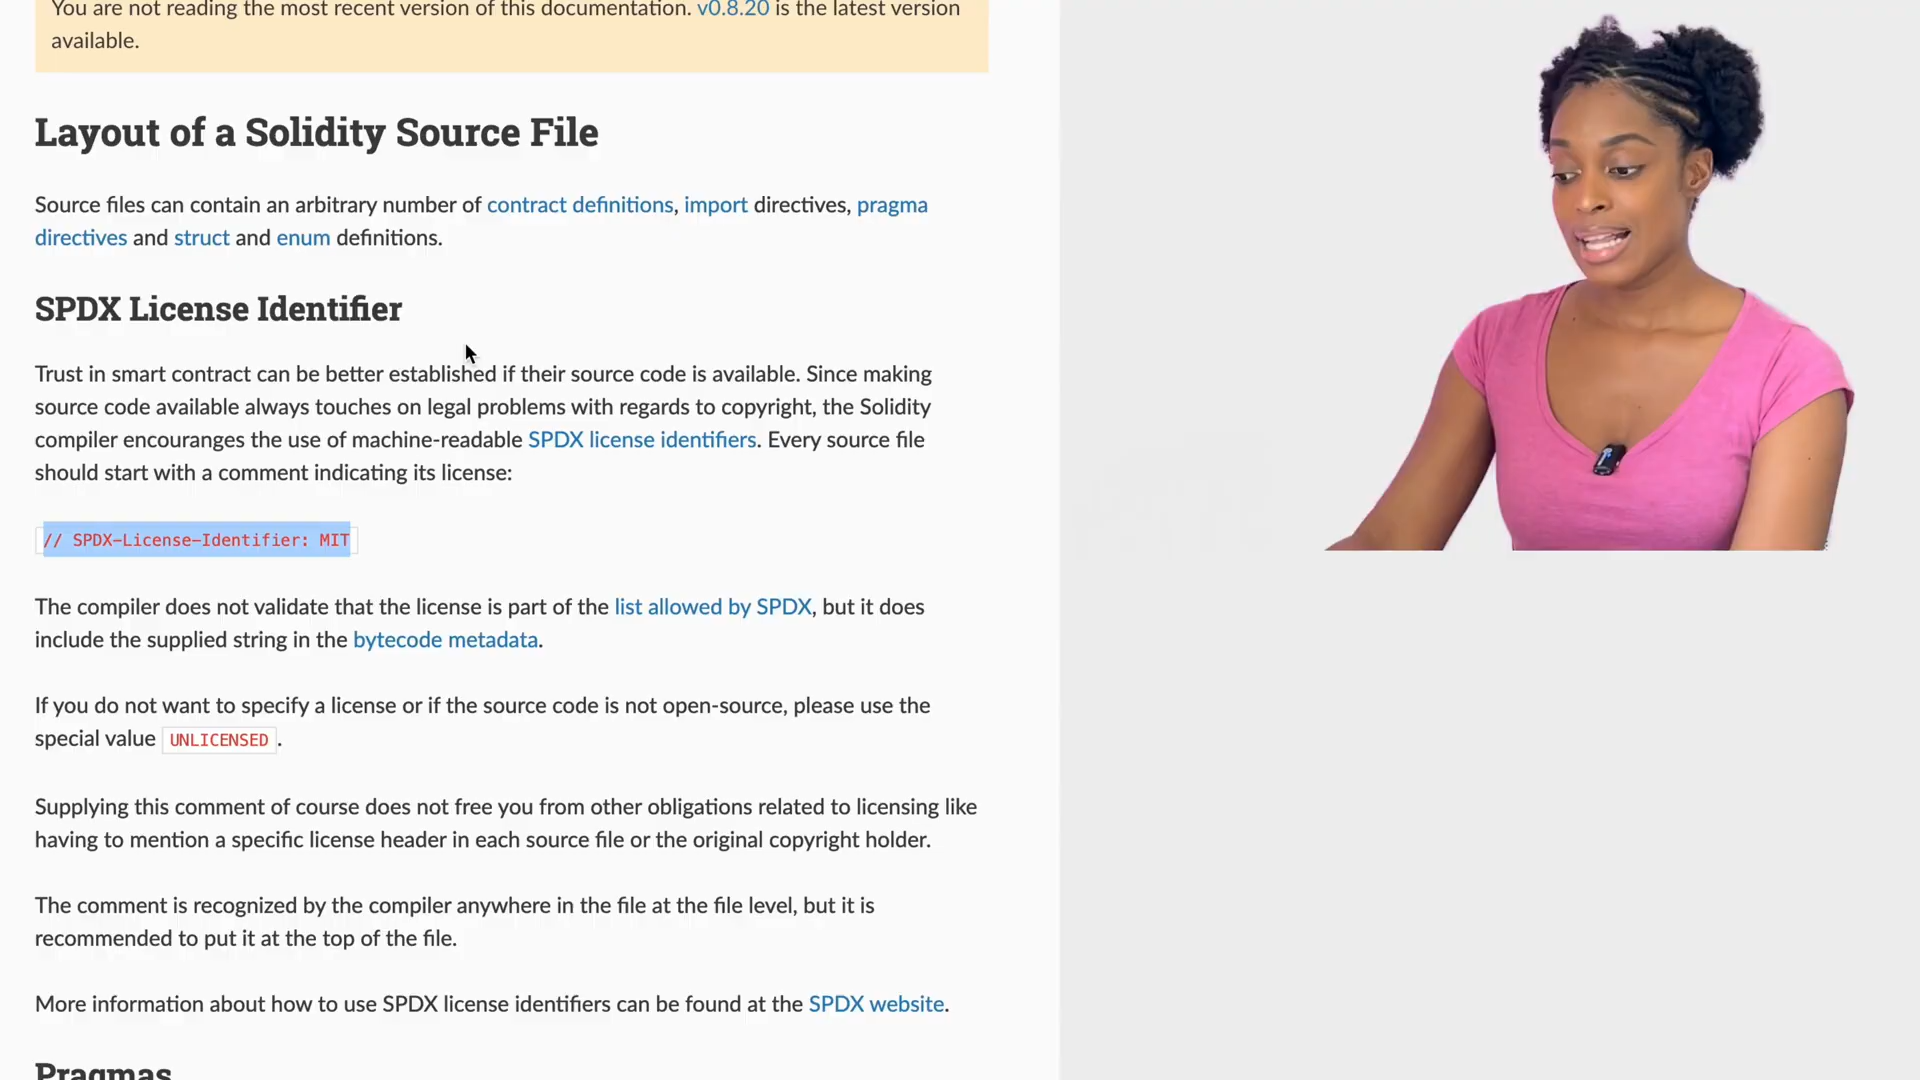 You are not reading the most recent version of this documentation. v0.8.20 is the latest version
available.
Layout of a Solidity Source File
Source files can contain an arbitrary number of contract definitions, import directives, pragma
directives and struct and enum definitions.
SPDX License Identifier
Trust in smart contract can be better established if their source code is available. Since making
source code available always touches on legal problems with regards to copyright, the Solidity
compiler encouranges the use of machine-readable SPDX license identifiers. Every source file
should start with a comment indicating its license:
// SPDX-License-Identifier: MIT
The compiler does not validate that the license is part of the list allowed by SPDX, but it does
include the supplied string in the bytecode metadata.
If you do not want to specify a license or if the source code is not open-source, please use the
special value UNLICENSED.
Supplying this comment of course does not free you from other obligations related to licensing like
having to mention a specific license header in each source file or the original copyright holder.
The comment is recognized by the compiler anywhere in the file at the file level, but it is
recommended to put it at the top of the file.
More information about how to use SPDX license identifiers can be found at the SPDX website.
Pragmas